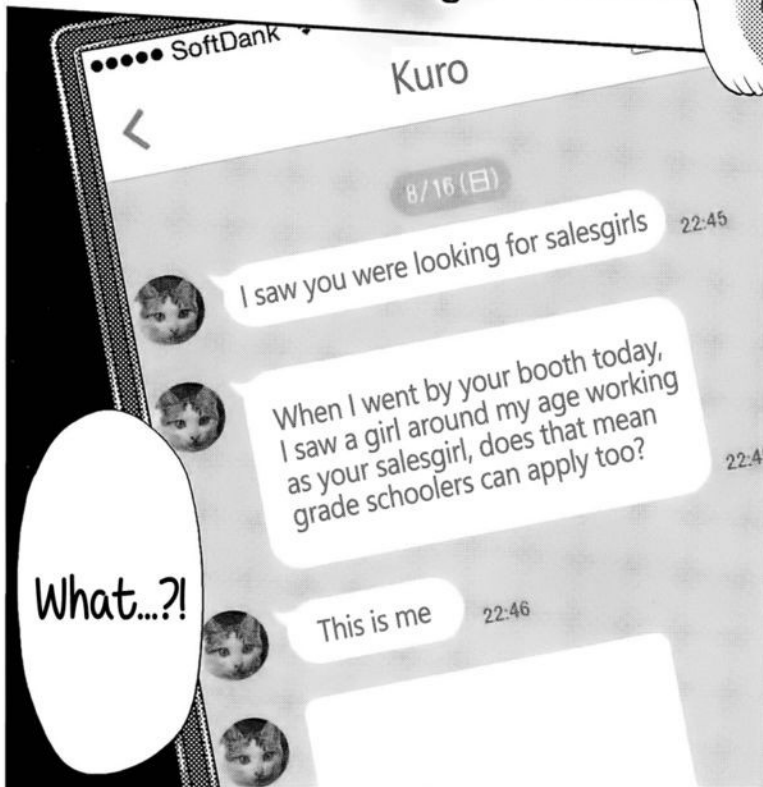 SoftDank
Kuro
8/16(日)
I saw you were looking for salesgirls
22:45
When I went by your booth today,
I saw a girl around my age working
as your salesgirl, does that mean
grade schoolers can apply too?
22:4
What...?!
This is me
22:46